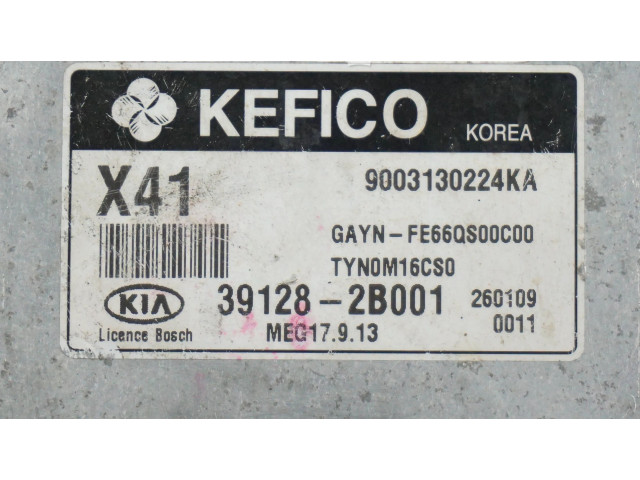 KEFICO KOREA
X41 9003130224KA
GAYN-FE66QS00C00
TYN0M16CS0
KIA 39128-2B001 260109
Licence Bosch MEG17.9.13 0011